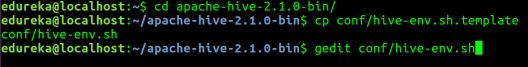 edureka@localhost:~$ cd apache-hive-2.1.0-bin/
edureka@localhost:~/apache-hive-2.1.0-bin$ cp conf/hive-env.sh.template
conf/hive-env.sh
edureka@localhost:~/apache-hive-2.1.0-bin$ gedit conf/hive-env.sh